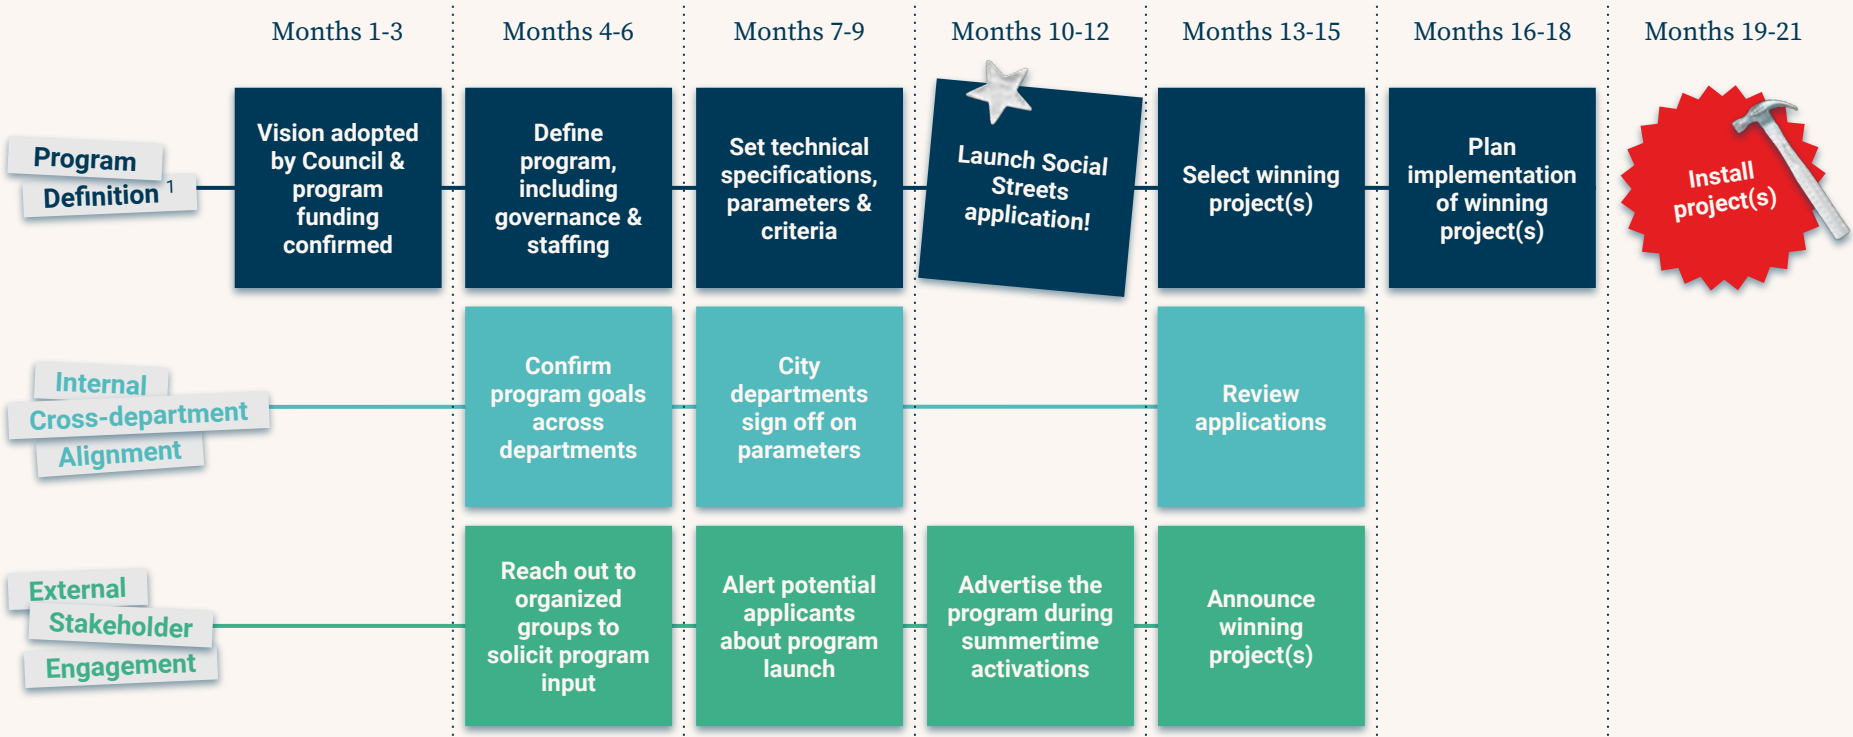 Months 1-3
Months 4-6
Months 7-9
Months 10-12
Months 13-15
Months 16-18
Months 19-21
Program
Definition 1
Vision adopted
by Council &
program
funding
confirmed
Define
program,
including
governance &
staffing
Set technical
specifications,
parameters &
criteria
Launch Social
Streets
application!
Select winning
project(s)
Plan
implementation
of winning
project(s)
Install
project(s)
Internal
Cross-department
Alignment
Confirm
program goals
across
departments
City
departments
sign off on
parameters
Review
applications
External
Stakeholder
Engagement
Reach out to
organized
groups to
solicit program
input
Alert potential
applicants
about program
launch
Advertise the
program during
summertime
activations
Announce
winning
project(s)